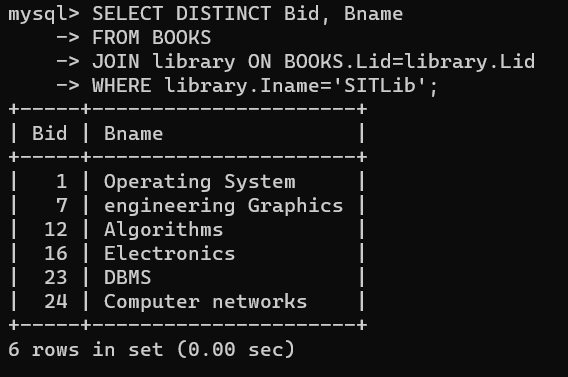 mysql> SELECT DISTINCT Bid, Bname
    -> FROM BOOKS
    -> JOIN library ON BOOKS.Lid=library.Lid
    -> WHERE library.Iname='SITLib';
+-----+----------------------+
| Bid | Bname                |
+-----+----------------------+
|   1 | Operating System     |
|   7 | engineering Graphics |
|  12 | Algorithms           |
|  16 | Electronics          |
|  23 | DBMS                 |
|  24 | Computer networks    |
+-----+----------------------+
6 rows in set (0.00 sec)